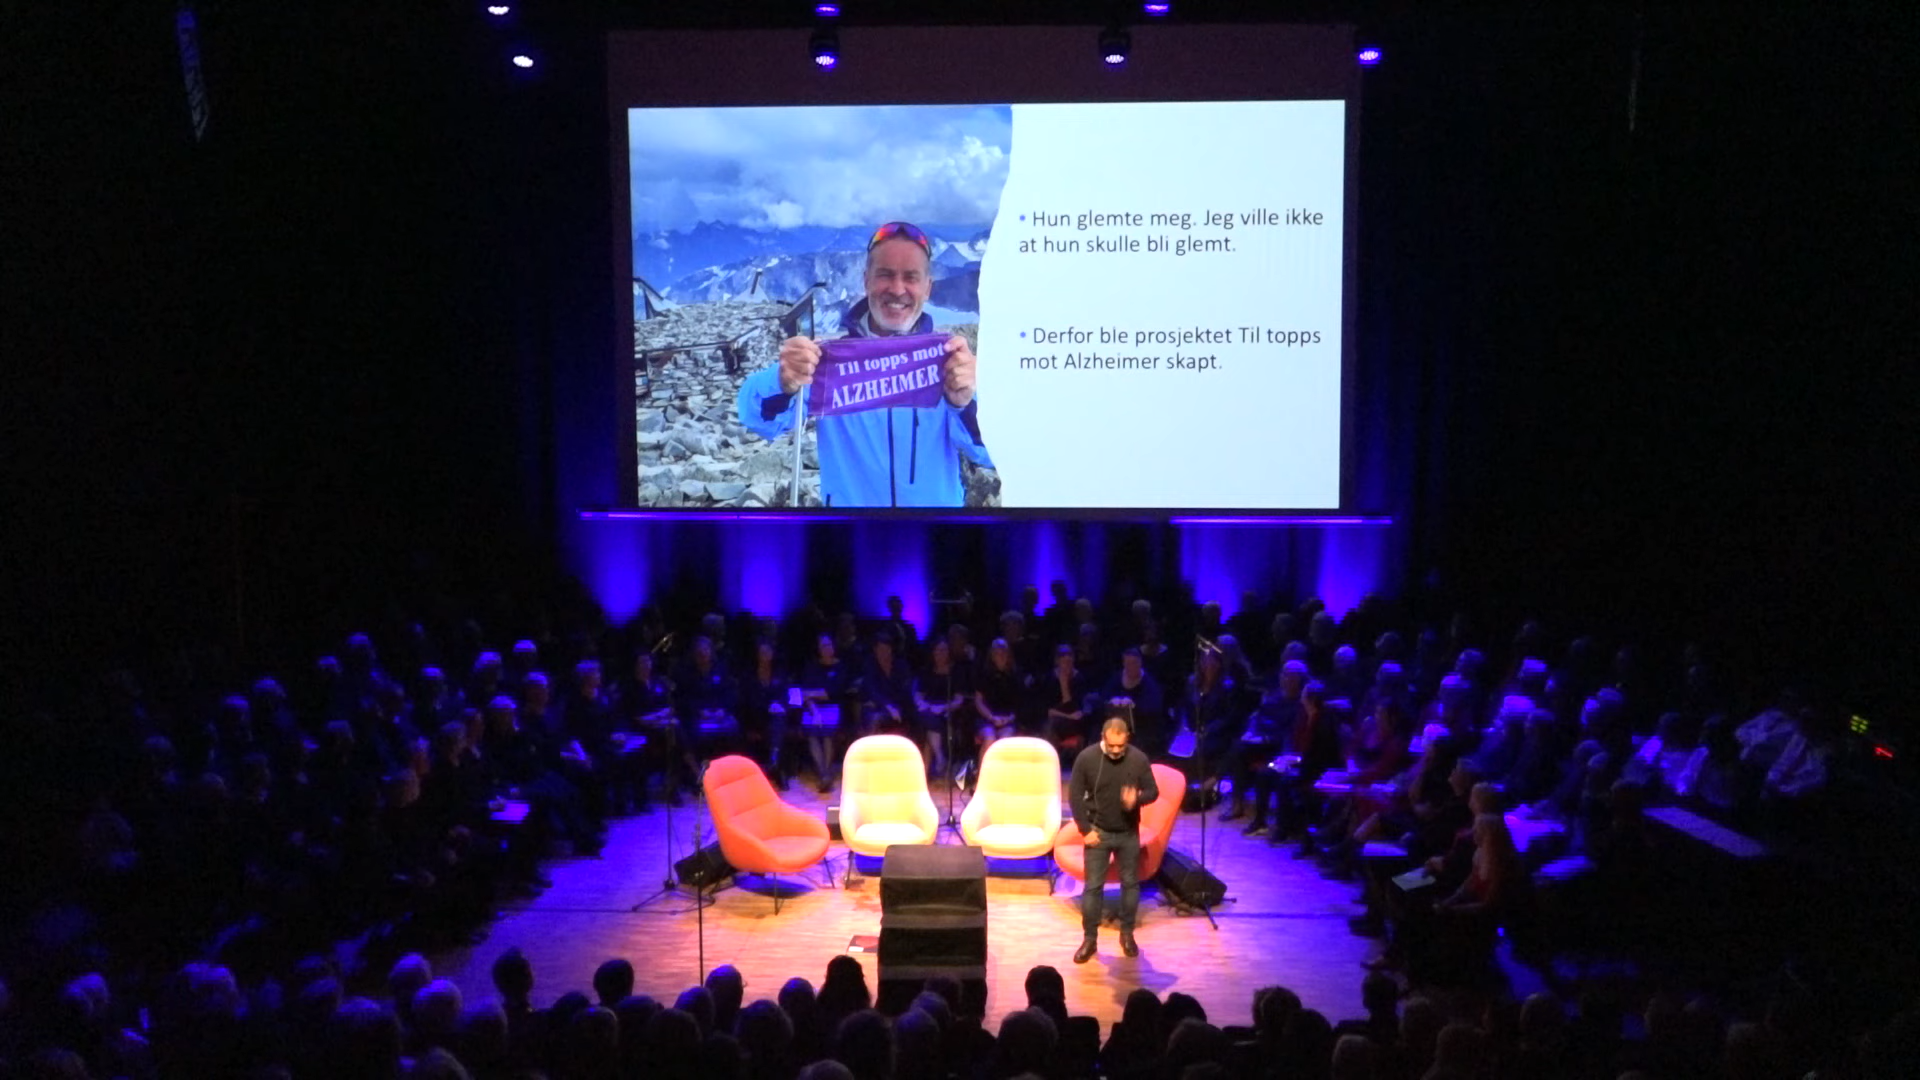 • Hun glemte meg. Jeg ville ikke
at hun skulle bli glemt.
• Derfor ble prosjektet Til topps
mot Alzheimer skapt.
Til topps mot
ALZHEIMER